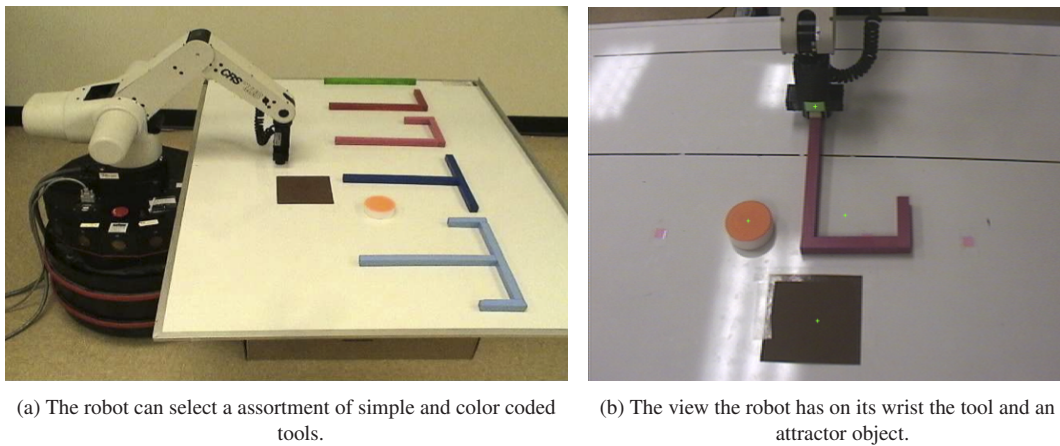 CRS
(a) The robot can select a assortment of simple and color coded
tools.
(b) The view the robot has on its wrist the tool and an
attractor object.